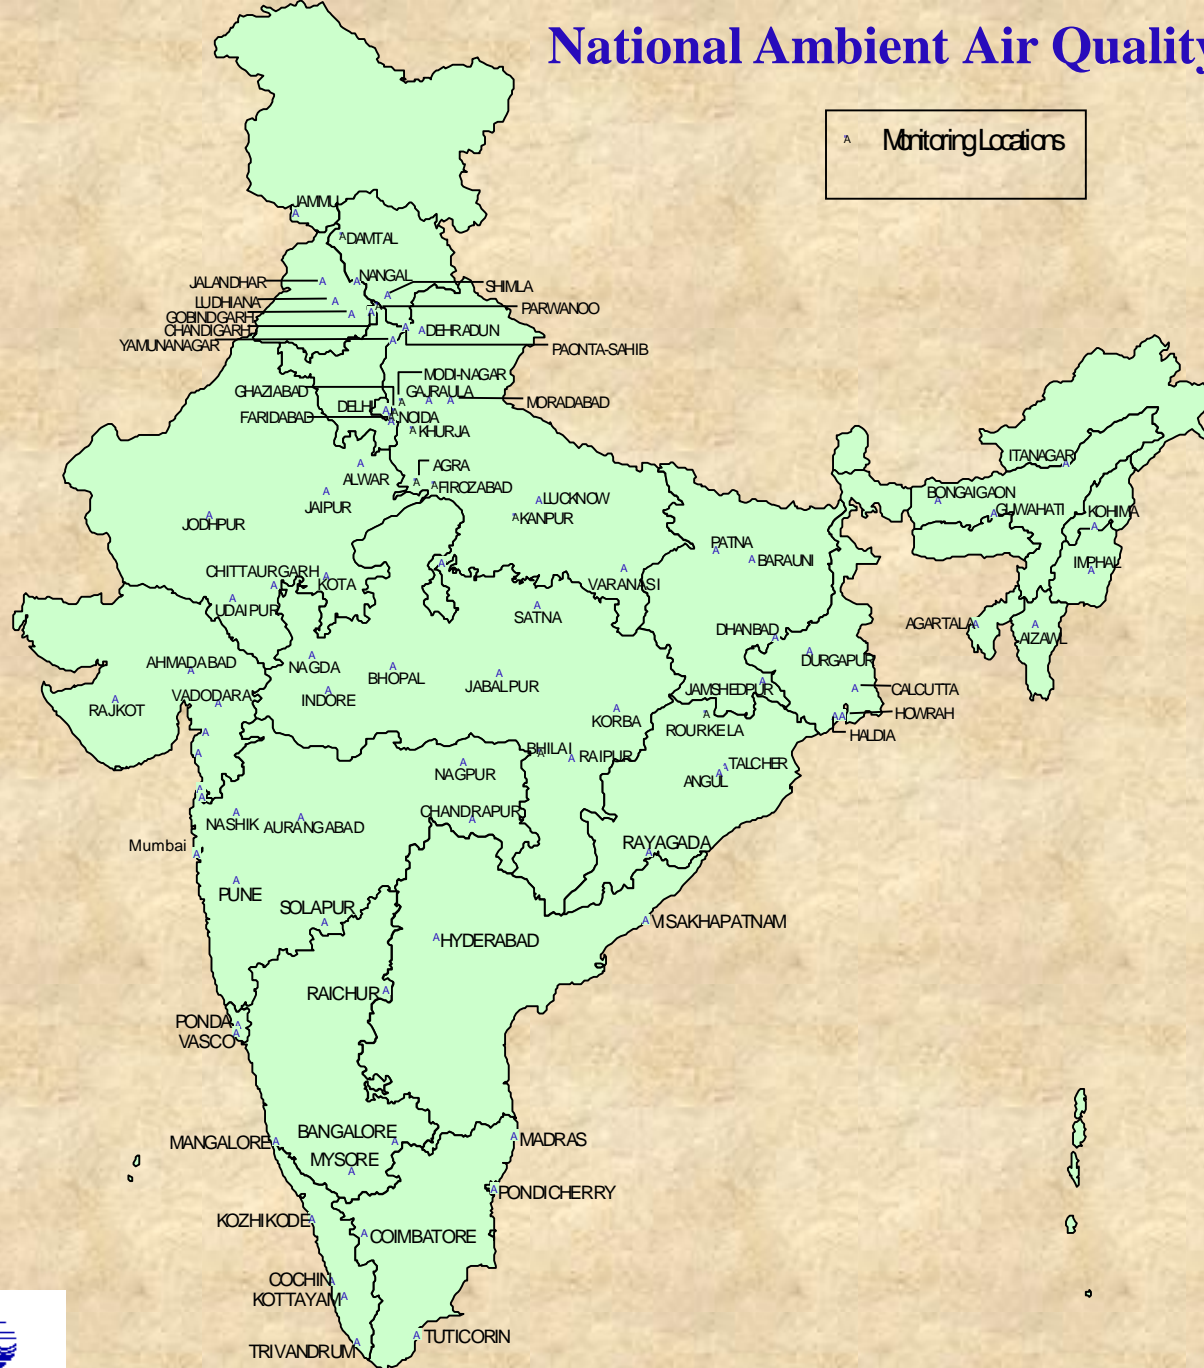 National Ambient Air Quality
A Monitoring Locations
JAMMU
DAMTAL
JALANDHAR
NANGAL
SHIMLA
LUDHIANA
PARWANOO
GOBINDGARH
CHANDIGARH
DEHRADUN
YAMUNANAGAR
PAONTA-SAHIB
MODI-NAGAR
GHAZIABAD
GAJRAULA
DELHI
MORADABAD
FARIDABAD
NOIDA
KHURJA
ITANAGAR
AGRA
ALWAR
FIROZABAD
BONGAIGAON
JAIPUR
LUCKNOW
GUWAHATI
KOHIMA
JODHPUR
KANPUR
PATNA
BARAUNI
IMPHAL
CHITTAURGARH
KOTA
VARANASI
UDAIPUR
SATNA
AGARTALA
DHANBAD
AIZAWL
AHMADABAD
NAGDA
DURGAPUR
BHOPAL
JABALPUR
JAMSHEDPUR
CALCUTTA
VADODARA
INDORE
RAJKOT
KORBA
HOWRAH
ROURKELA
HALDIA
BHILAI
RAIPUR
TALCHER
NAGPUR
ANGUL
CHANDRAPUR
NASHIK
AURANGABAD
Mumbai
RAYAGADA
PUNE
SOLAPUR
VISAKHAPATNAM
HYDERABAD
RAICHUR
PONDA
VASCO
BANGALORE
MANGALORE
MADRAS
MYSORE
PONDICHERRY
KOZHIKODE
COIMBATORE
COCHIN
KOTTAYAM
TUTICORIN
TRIVANDRUM